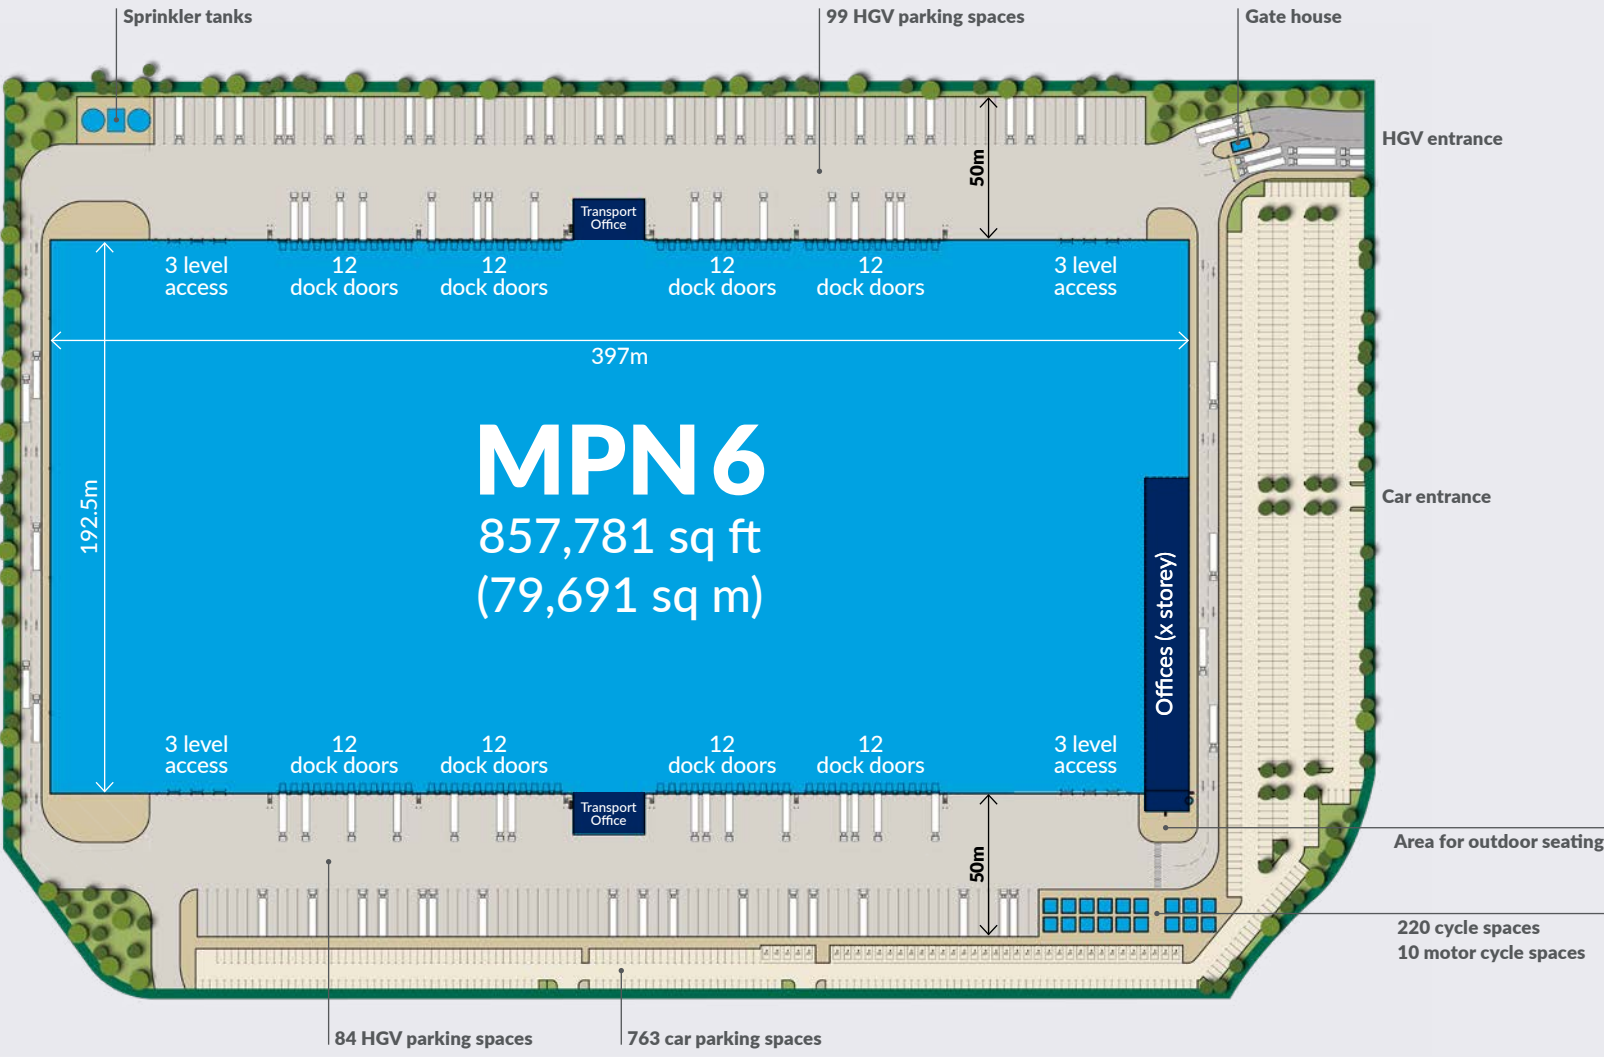 Sprinkler tanks
99 HGV parking spaces
Gate house
HGV entrance
50m
Transport
Office
3 level
access
12
dock doors
12
dock doors
12
dock doors
12
dock doors
3 level
access
397m
192.5m
MPN 6
857,781 sq ft
(79,691 sq m)
Car entrance
Offices (x storey)
3 level
access
12
dock doors
12
dock doors
12
dock doors
12
dock doors
3 level
access
Transport
Office
50m
Area for outdoor seating
220 cycle spaces
10 motor cycle spaces
84 HGV parking spaces
763 car parking spaces